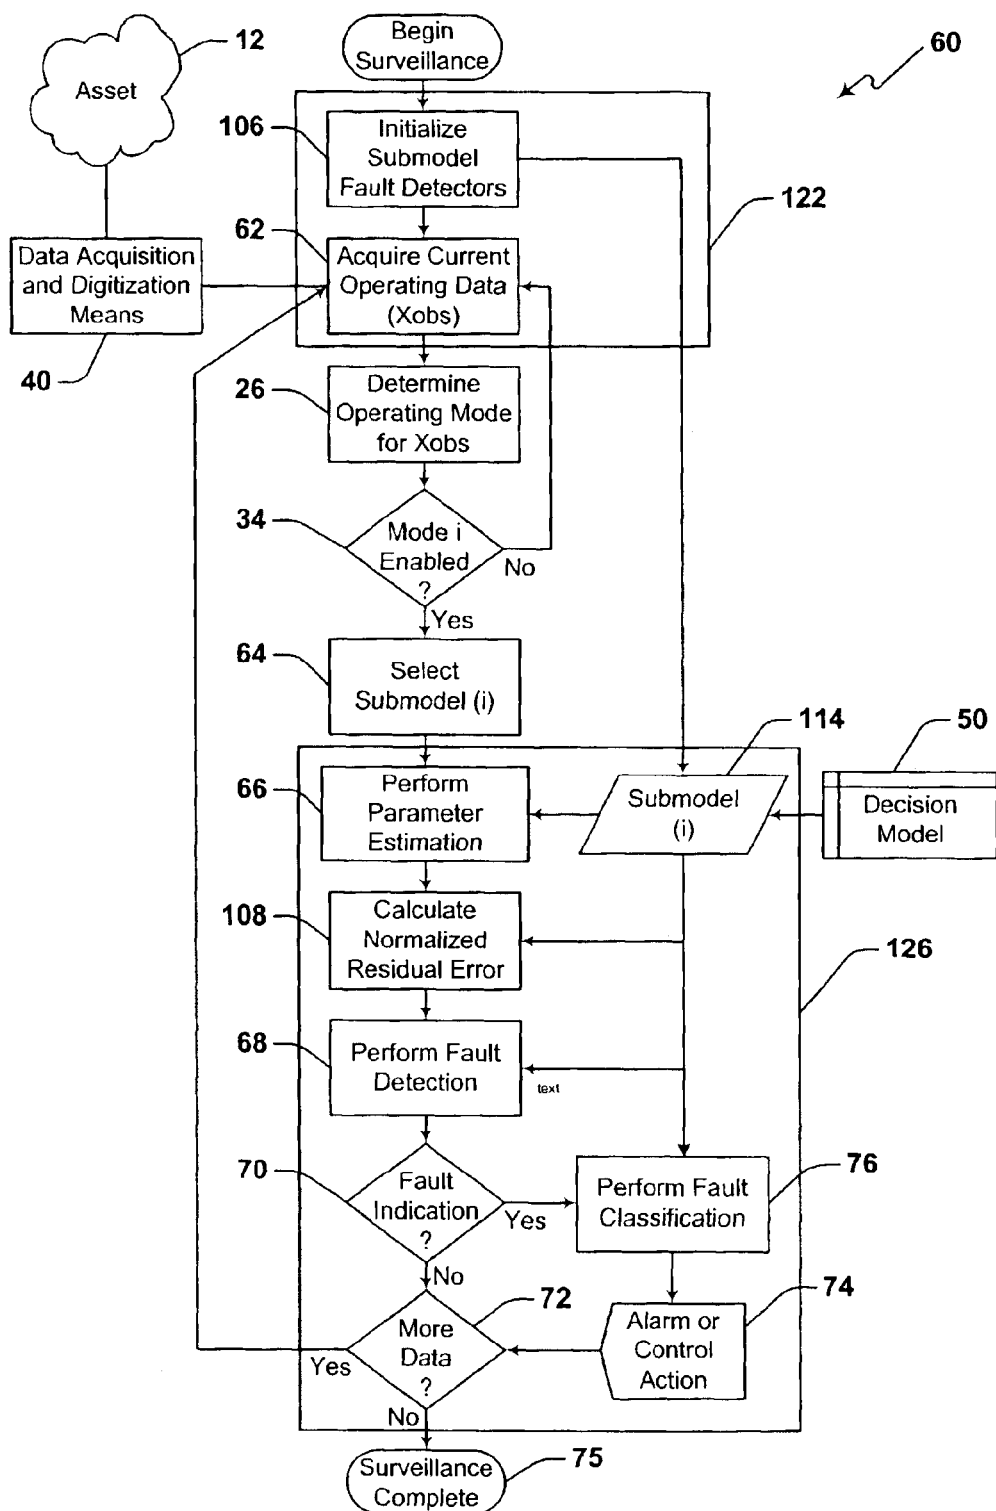 12
Asset
Begin
Surveillance
60
106
Initialize
Submodel
Fault Detectors
122
62
Data Acquisition
and Digitization
Means
Acquire Current
Operating Data
(Xobs)
40
26
Determine
Operating Mode
for Xobs
34
Mode i
Enabled
?
No
Yes
64
Select
Submodel (i)
114
50
66
Perform
Parameter
Estimation
Submodel
(i)
Decision
Model
108
Calculate
Normalized
Residual Error
126
68
Perform Fault
Detection
text
70
Fault
Indication
?
Yes
No
76
Perform Fault
Classification
72
74
More
Data
?
Yes
No
Alarm or
Control
Action
75
Surveillance
Complete